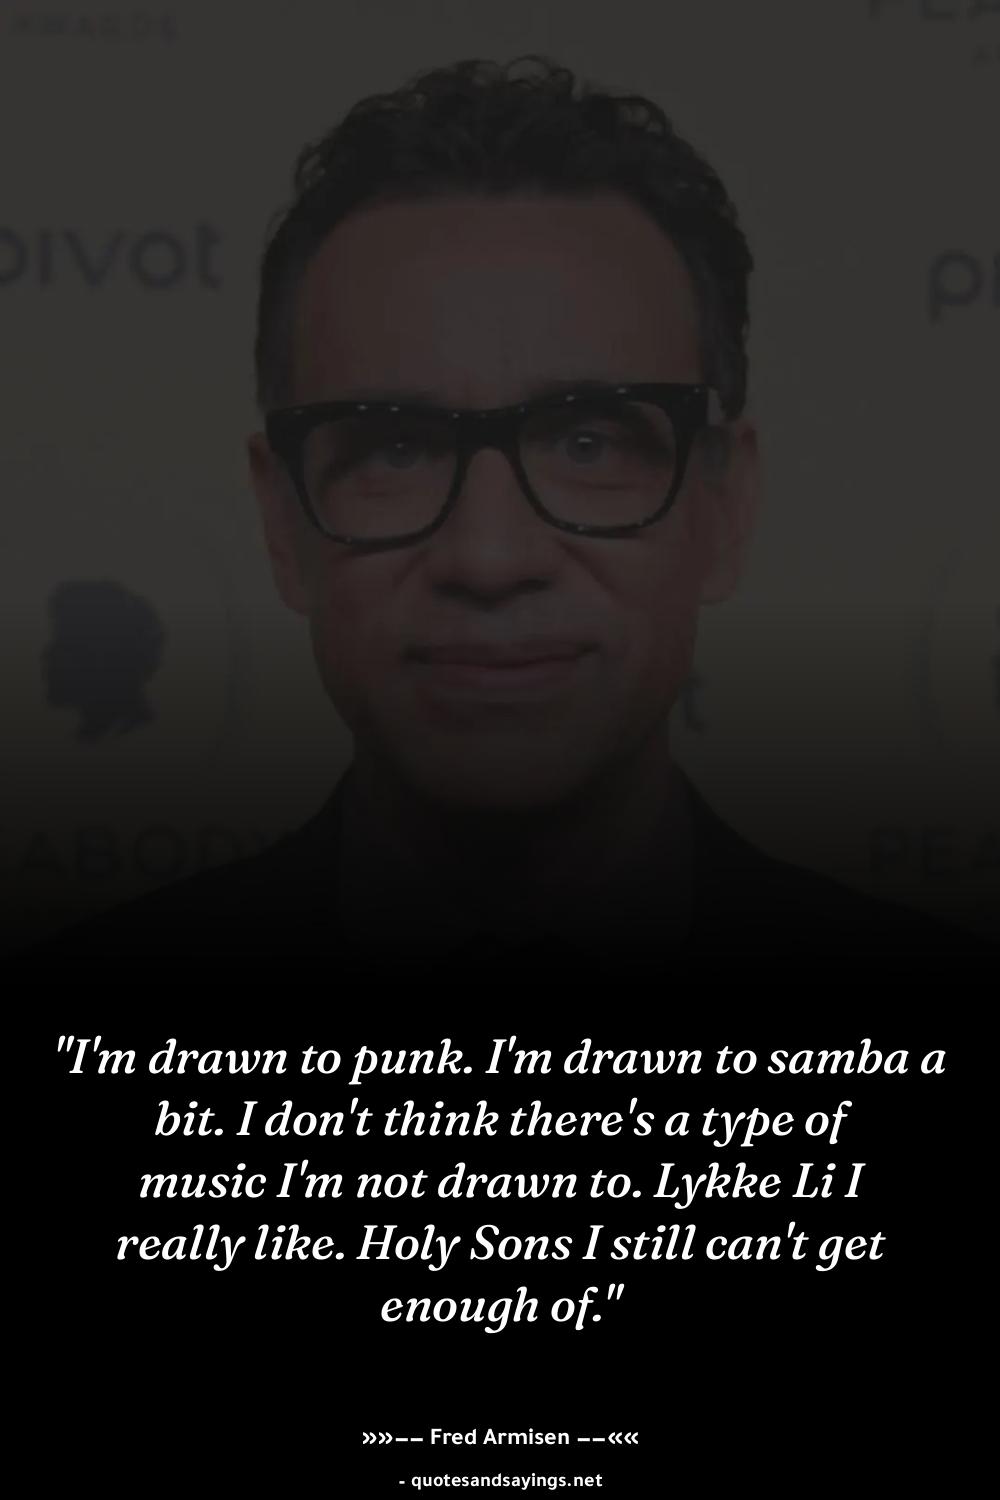 AWARDS
pivot
"I'm drawn to punk. I'm drawn to samba a
bit. I don't think there's a type of
music I'm not drawn to. Lykke Li I
really like. Holy Sons I still can't get
enough of."
»»–– Fred Armisen ––««
- quotesandsayings.net